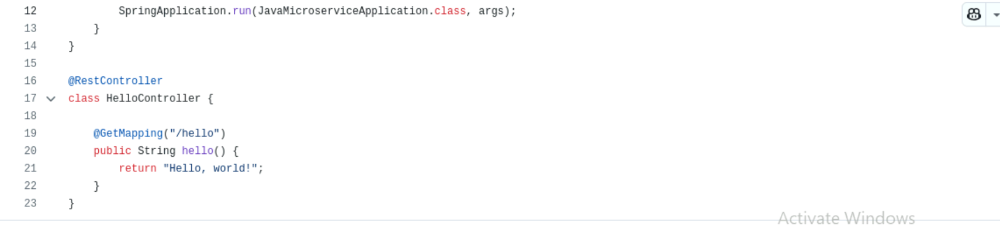 12 SpringApplication.run(JavaMicroserviceApplication.class, args);
13 }
14 }
15
16 @RestController
17 class HelloController {
18
19 @GetMapping("/hello")
20 public String hello() {
21 return "Hello, world!";
22 }
23 }
Activate Windows